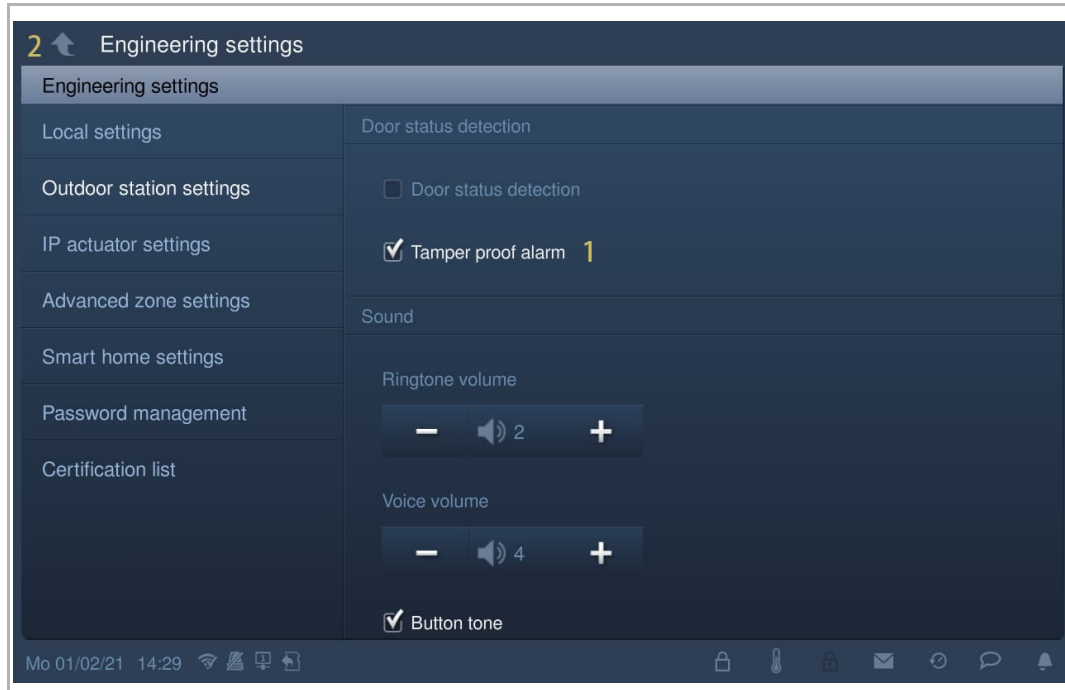 2 Engineering settings
Engineering settings
Local settings
Outdoor station settings
IP actuator settings
Advanced zone settings
Smart home settings
Password management
Certification list
Door status detection
Door status detection
Tamper proof alarm 1
Sound
Ringtone volume
2
Voice volume
4
Button tone
Mo 01/02/21 14:29